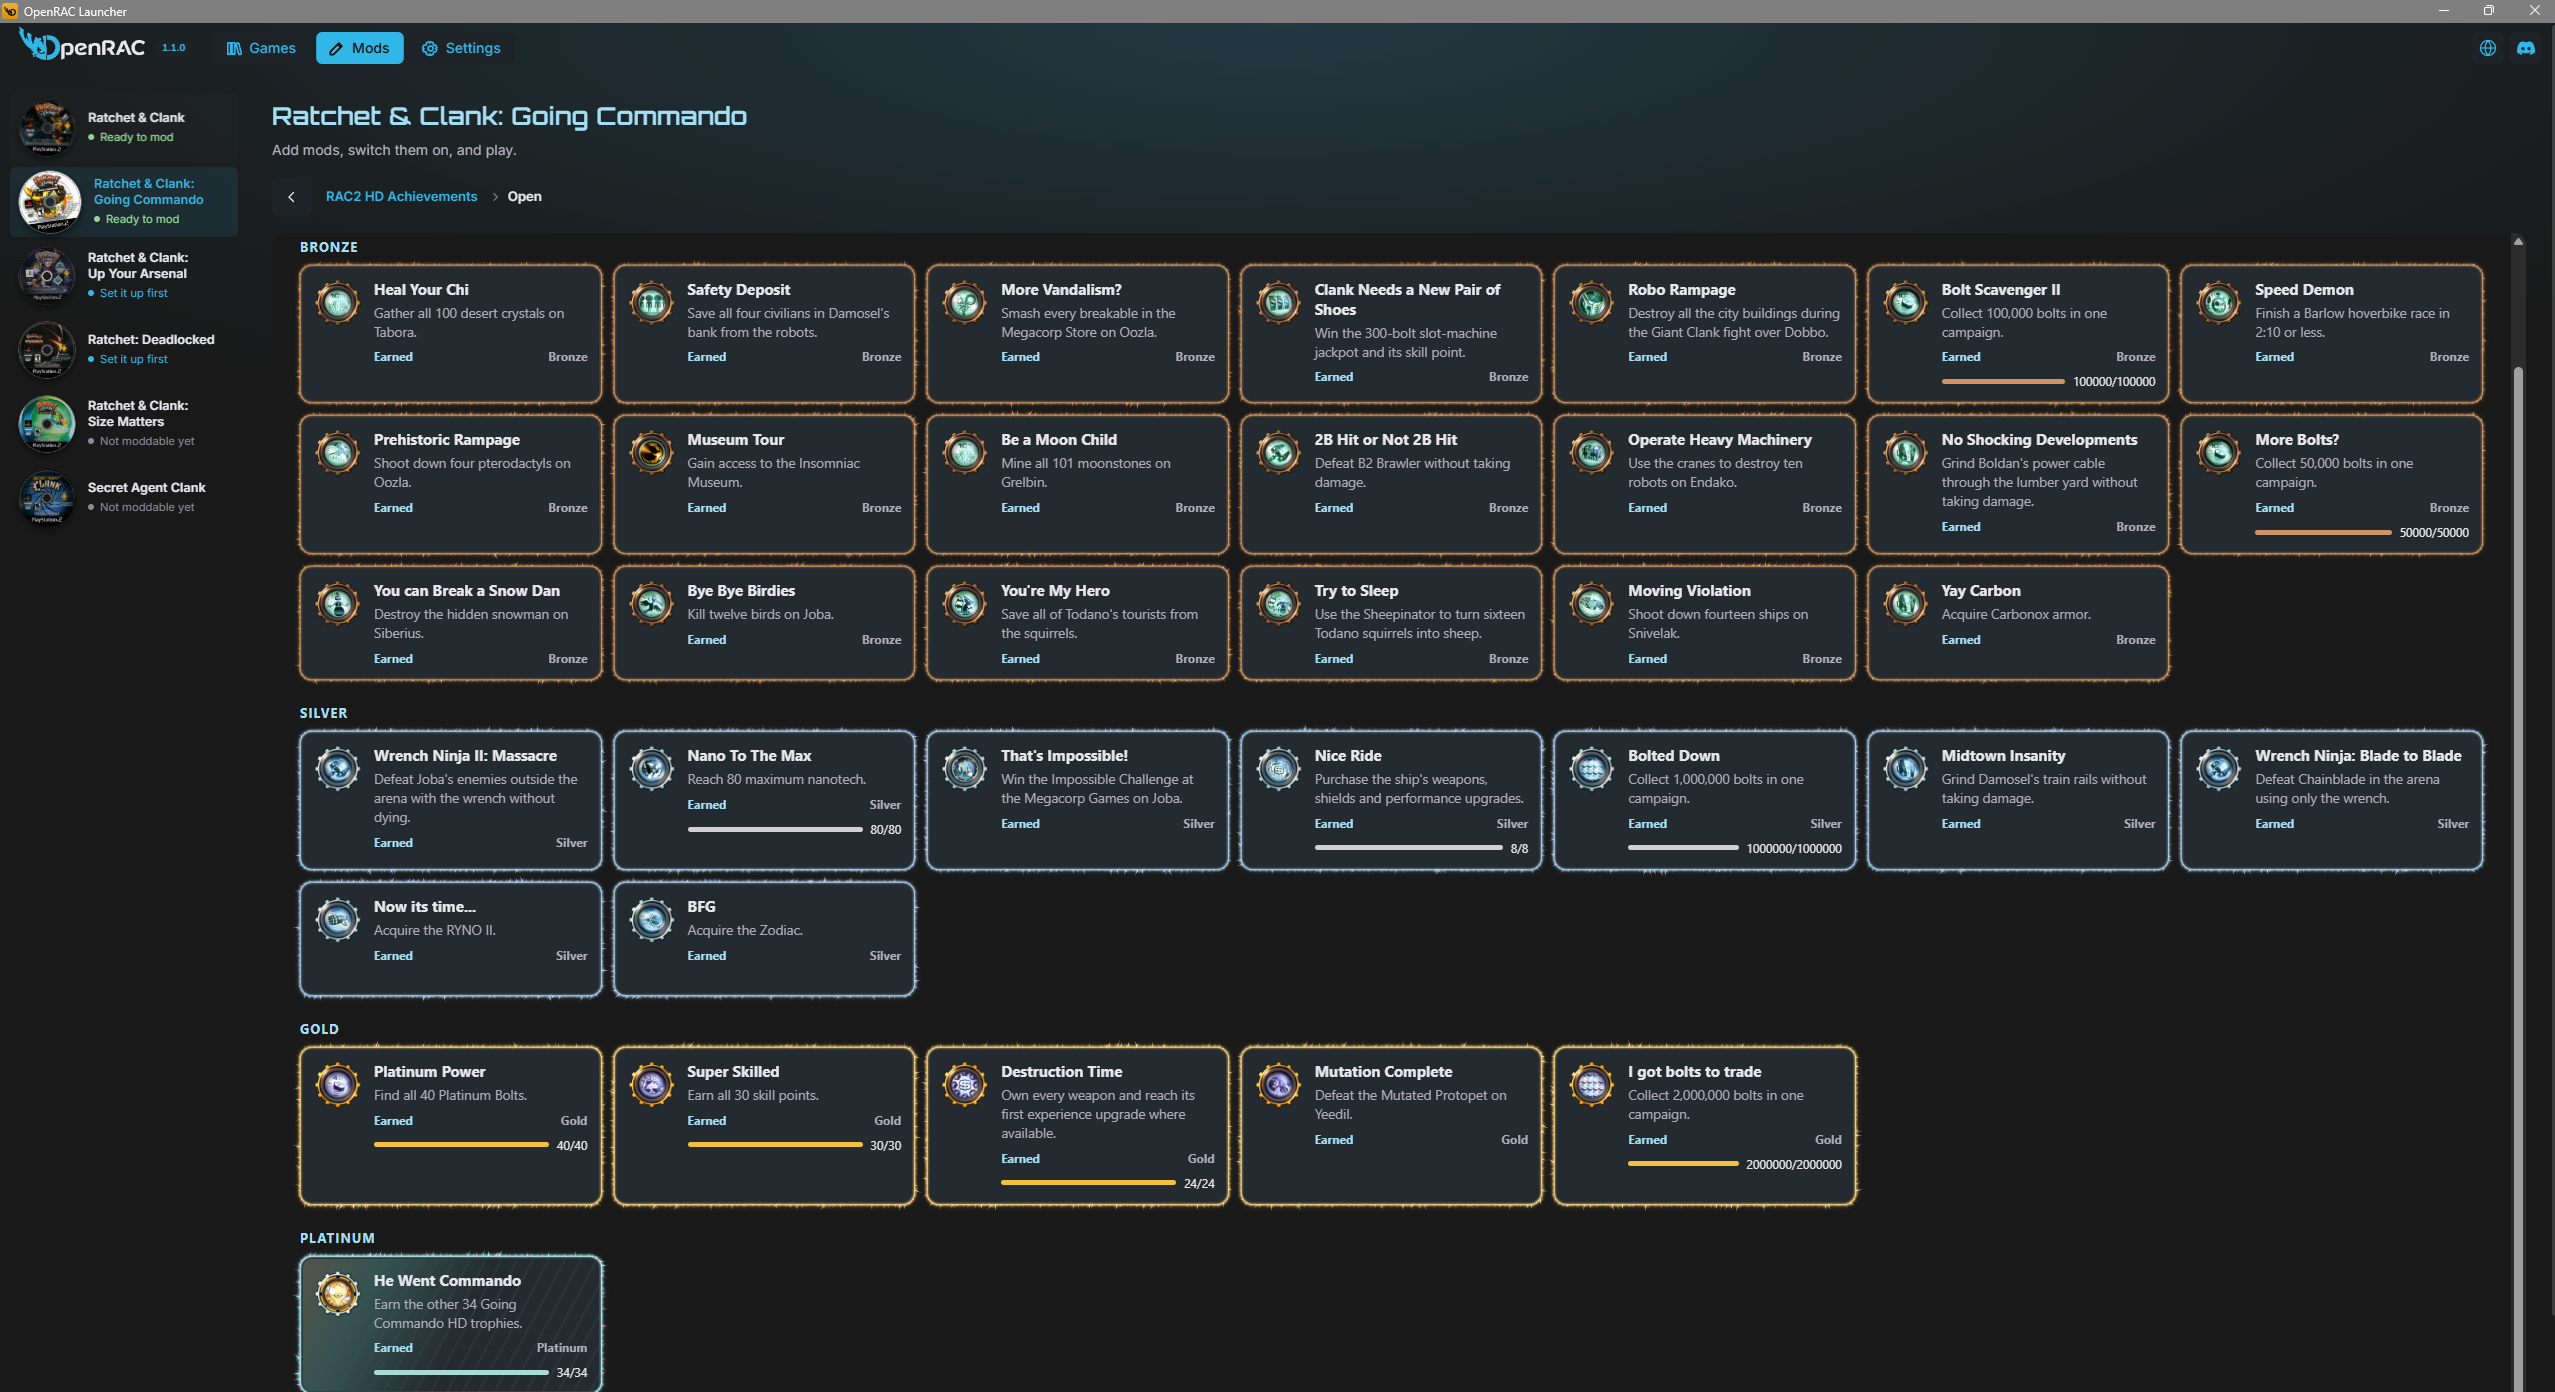 OpenRAC Launcher
OpenRAC 1.1.0 Games Mods Settings
Ratchet & Clank
Ready to mod
Ratchet & Clank:
Going Commando
Ready to mod
Ratchet & Clank:
Up Your Arsenal
Set it up first
Ratchet: Deadlocked
Set it up first
Ratchet & Clank:
Size Matters
Not moddable yet
Secret Agent Clank
Not moddable yet
Ratchet & Clank: Going Commando
Add mods, switch them on, and play.
RAC2 HD Achievements > Open
BRONZE
Heal Your Chi
Gather all 100 desert crystals on
Tabora.
Earned Bronze
Safety Deposit
Save all four civilians in Damosel's
bank from the robots.
Earned Bronze
More Vandalism?
Smash every breakable in the
Megacorp Store on Oozla.
Earned Bronze
Clank Needs a New Pair of
Shoes
Win the 300-bolt slot-machine
jackpot and its skill point.
Earned Bronze
Robo Rampage
Destroy all the city buildings during
the Giant Clank fight over Dobbo.
Earned Bronze
Bolt Scavenger II
Collect 100,000 bolts in one
campaign.
Earned Bronze
100000/100000
Speed Demon
Finish a Barlow hoverbike race in
2:10 or less.
Earned Bronze
Prehistoric Rampage
Shoot down four pterodactyls on
Oozla.
Earned Bronze
Museum Tour
Gain access to the Insomniac
Museum.
Earned Bronze
Be a Moon Child
Mine all 101 moonstones on
Grelbin.
Earned Bronze
2B Hit or Not 2B Hit
Defeat B2 Brawler without taking
damage.
Earned Bronze
Operate Heavy Machinery
Use the cranes to destroy ten
robots on Endako.
Earned Bronze
No Shocking Developments
Grind Boldan's power cable
through the lumber yard without
taking damage.
Earned Bronze
More Bolts?
Collect 50,000 bolts in one
campaign.
Earned Bronze
50000/50000
You can Break a Snow Dan
Destroy the hidden snowman on
Siberius.
Earned Bronze
Bye Bye Birdies
Kill twelve birds on Joba.
Earned Bronze
You're My Hero
Save all of Todano's tourists from
the squirrels.
Earned Bronze
Try to Sleep
Use the Sheepinator to turn sixteen
Todano squirrels into sheep.
Earned Bronze
Moving Violation
Shoot down fourteen ships on
Snivelak.
Earned Bronze
Yay Carbon
Acquire Carbonox armor.
Earned Bronze
SILVER
Wrench Ninja II: Massacre
Defeat Joba's enemies outside the
arena with the wrench without
dying.
Earned Silver
Nano To The Max
Reach 80 maximum nanotech.
Earned Silver
80/80
That's Impossible!
Win the Impossible Challenge at
the Megacorp Games on Joba.
Earned Silver
Nice Ride
Purchase the ship's weapons,
shields and performance upgrades.
Earned Silver
8/8
Bolted Down
Collect 1,000,000 bolts in one
campaign.
Earned Silver
1000000/1000000
Midtown Insanity
Grind Damosel's train rails without
taking damage.
Earned Silver
Wrench Ninja: Blade to Blade
Defeat Chainblade in the arena
using only the wrench.
Earned Silver
Now its time...
Acquire the RYNO II.
Earned Silver
BFG
Acquire the Zodiac.
Earned Silver
GOLD
Platinum Power
Find all 40 Platinum Bolts.
Earned Gold
40/40
Super Skilled
Earn all 30 skill points.
Earned Gold
30/30
Destruction Time
Own every weapon and reach its
first experience upgrade where
available.
Earned Gold
24/24
Mutation Complete
Defeat the Mutated Protopet on
Yeedil.
Earned Gold
I got bolts to trade
Collect 2,000,000 bolts in one
campaign.
Earned Gold
2000000/2000000
PLATINUM
He Went Commando
Earn the other 34 Going
Commando HD trophies.
Earned Platinum
34/34